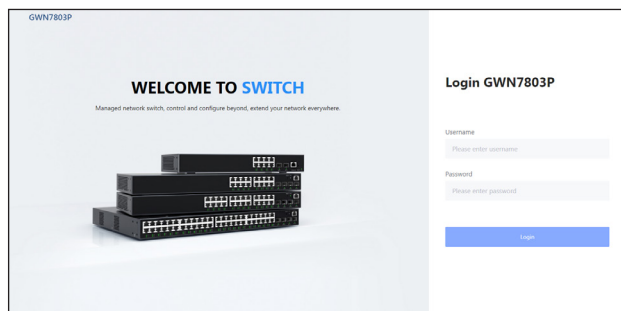 GWN7803P
WELCOME TO SWITCH
Managed network switch, control and configure beyond, extend your network everywhere.
Login GWN7803P
Username
Please enter username
Password
Please enter password
Login